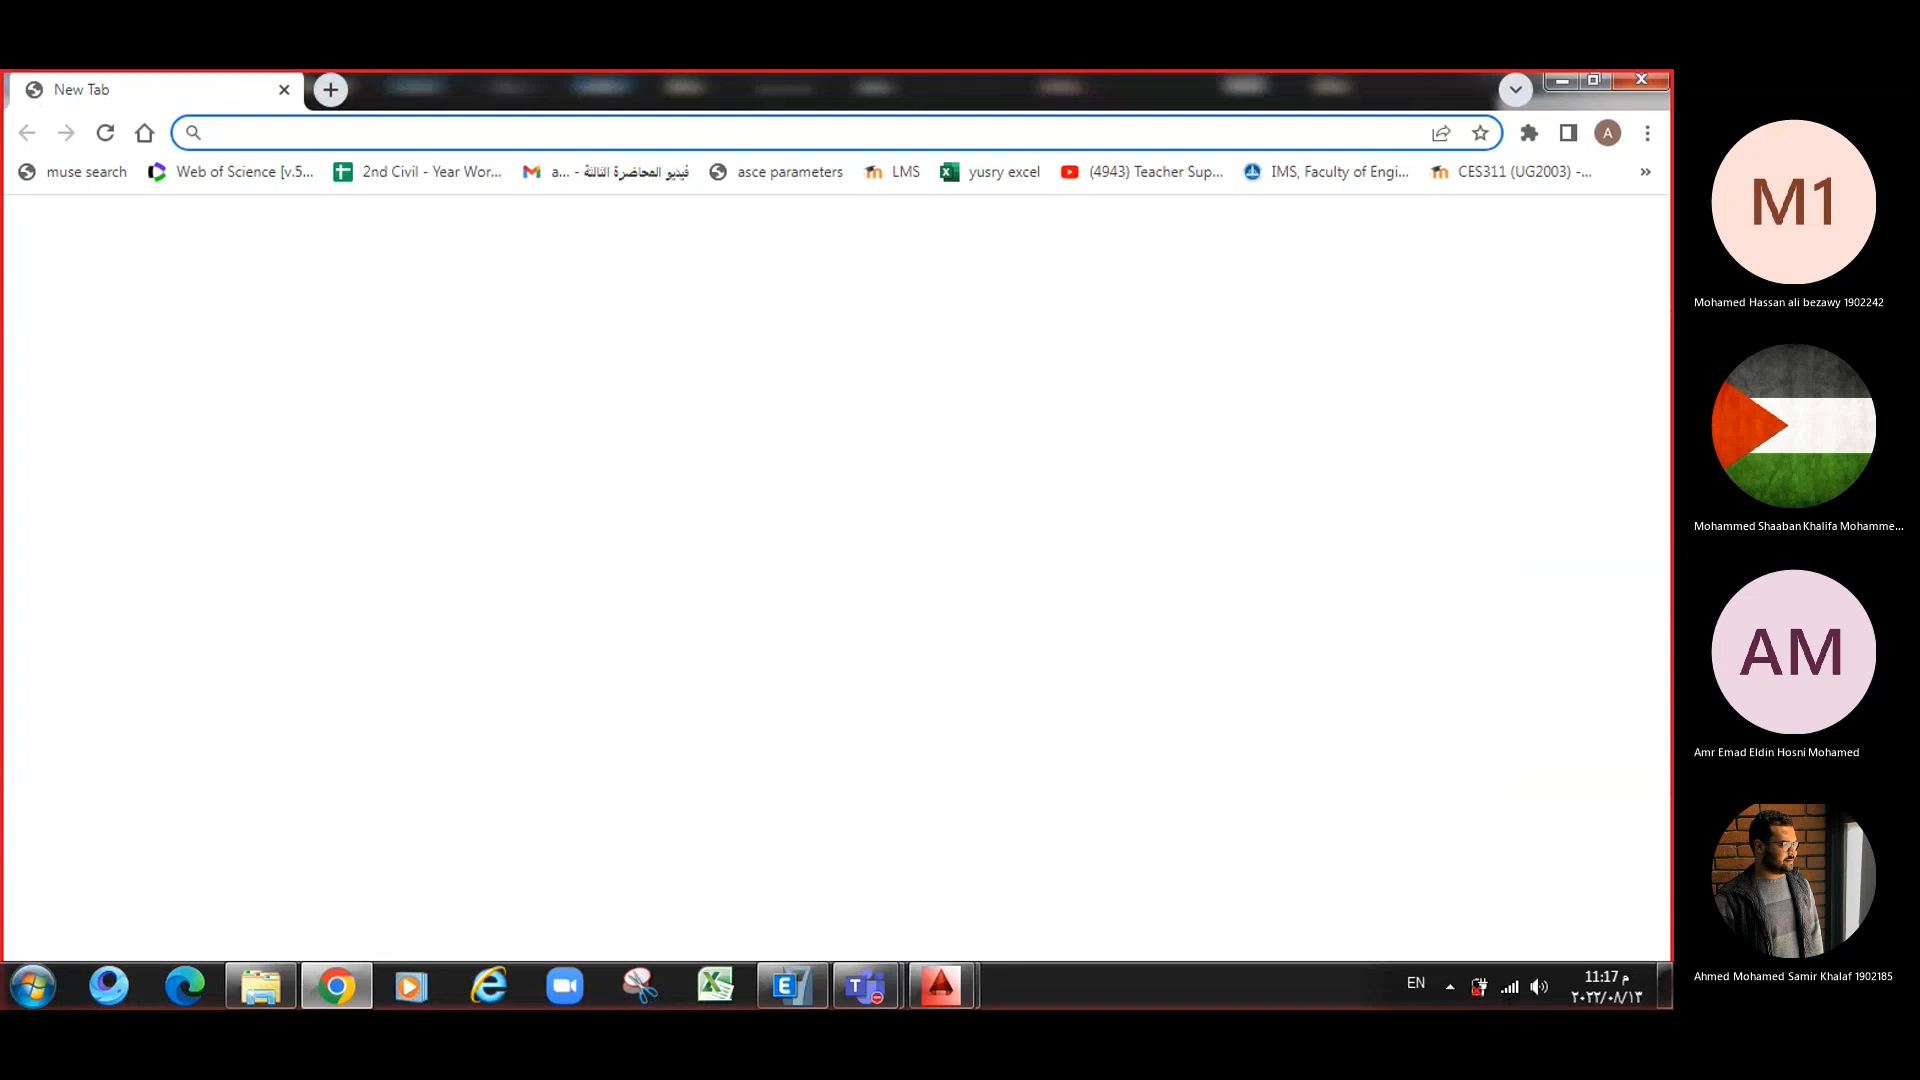 New Tab
muse search
Web of Science [v.5...
2nd Civil - Year Wor...
فيديو المحاضرة الثالثة - a...
asce parameters
LMS
yusry excel
(4943) Teacher Sup...
IMS, Faculty of Engi...
CES311 (UG2003) -...
A
M1
Mohamed Hassan ali bezawy 1902242
Mohammed Shaaban Khalifa Mohamme...
AM
Amr Emad Eldin Hosni Mohamed
Ahmed Mohamed Samir Khalaf 1902185
EN
11:17 م
٢٠٢٢/٠٨/١٣